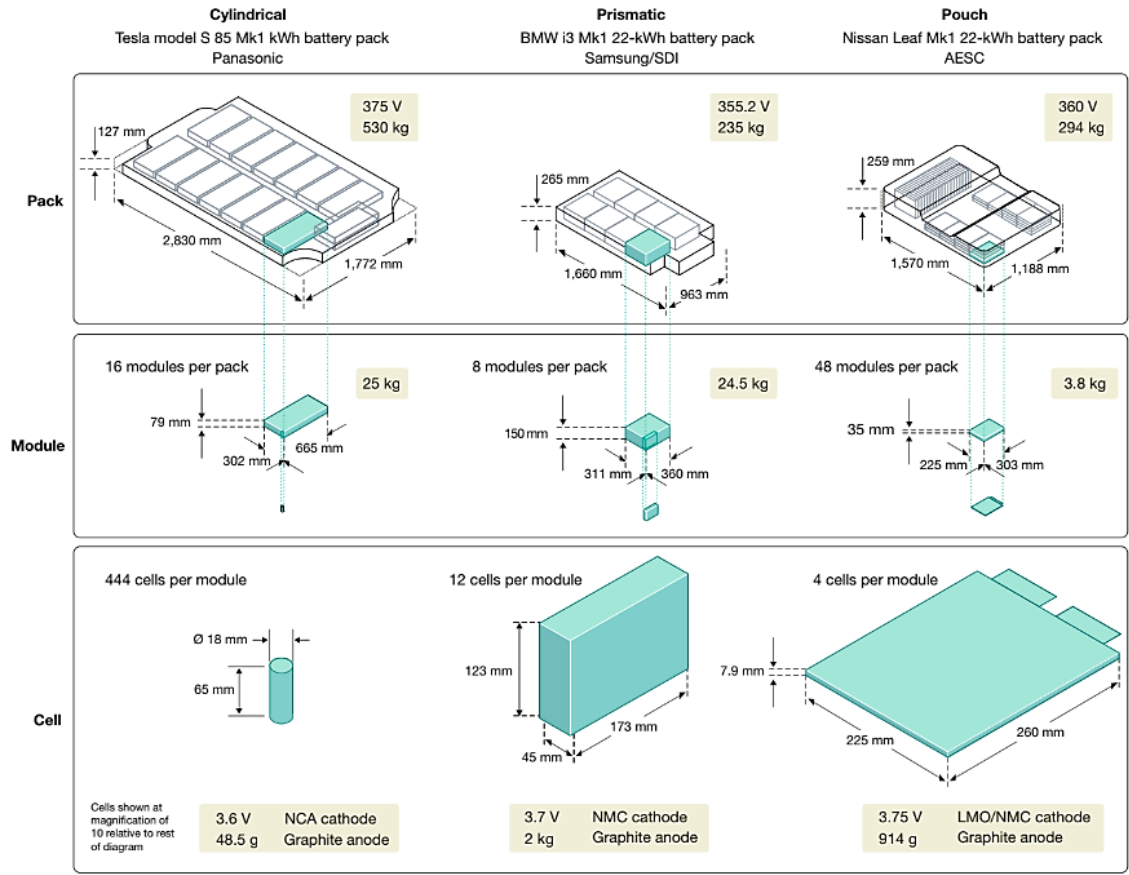 Cylindrical
Tesla model S 85 Mk1 kWh battery pack
Panasonic
Prismatic
BMW i3 Mk1 22-kWh battery pack
Samsung/SDI
Pouch
Nissan Leaf Mk1 22-kWh battery pack
AESC
Pack
375 V
530 kg
127 mm
2,830 mm
1,772 mm
355.2 V
235 kg
265 mm
1,660 mm
963 mm
360 V
294 kg
259 mm
1,570 mm
1,188 mm
Module
16 modules per pack
25 kg
79 mm
302 mm
665 mm
8 modules per pack
24.5 kg
150 mm
311 mm
360 mm
48 modules per pack
3.8 kg
35 mm
225 mm
303 mm
Cell
444 cells per module
Ø 18 mm
65 mm
12 cells per module
123 mm
45 mm
173 mm
4 cells per module
7.9 mm
225 mm
260 mm
Cells shown at
magnification of
10 relative to rest
of diagram
3.6 V NCA cathode
48.5 g Graphite anode
3.7 V NMC cathode
2 kg Graphite anode
3.75 V LMO/NMC cathode
914 g Graphite anode